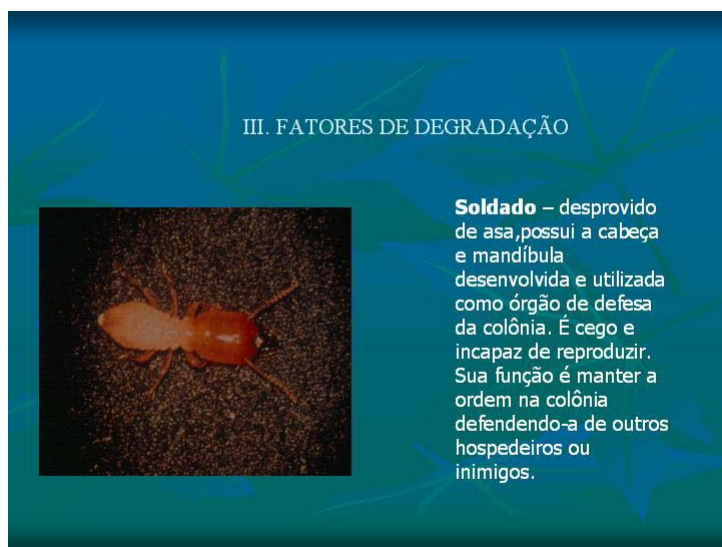 III. FATORES DE DEGRADAÇÃO
Soldado – desprovido
de asa,possui a cabeça
e mandíbula
desenvolvida e utilizada
como órgão de defesa
da colônia. É cego e
incapaz de reproduzir.
Sua função é manter a
ordem na colônia
defendendo-a de outros
hospedeiros ou
inimigos.